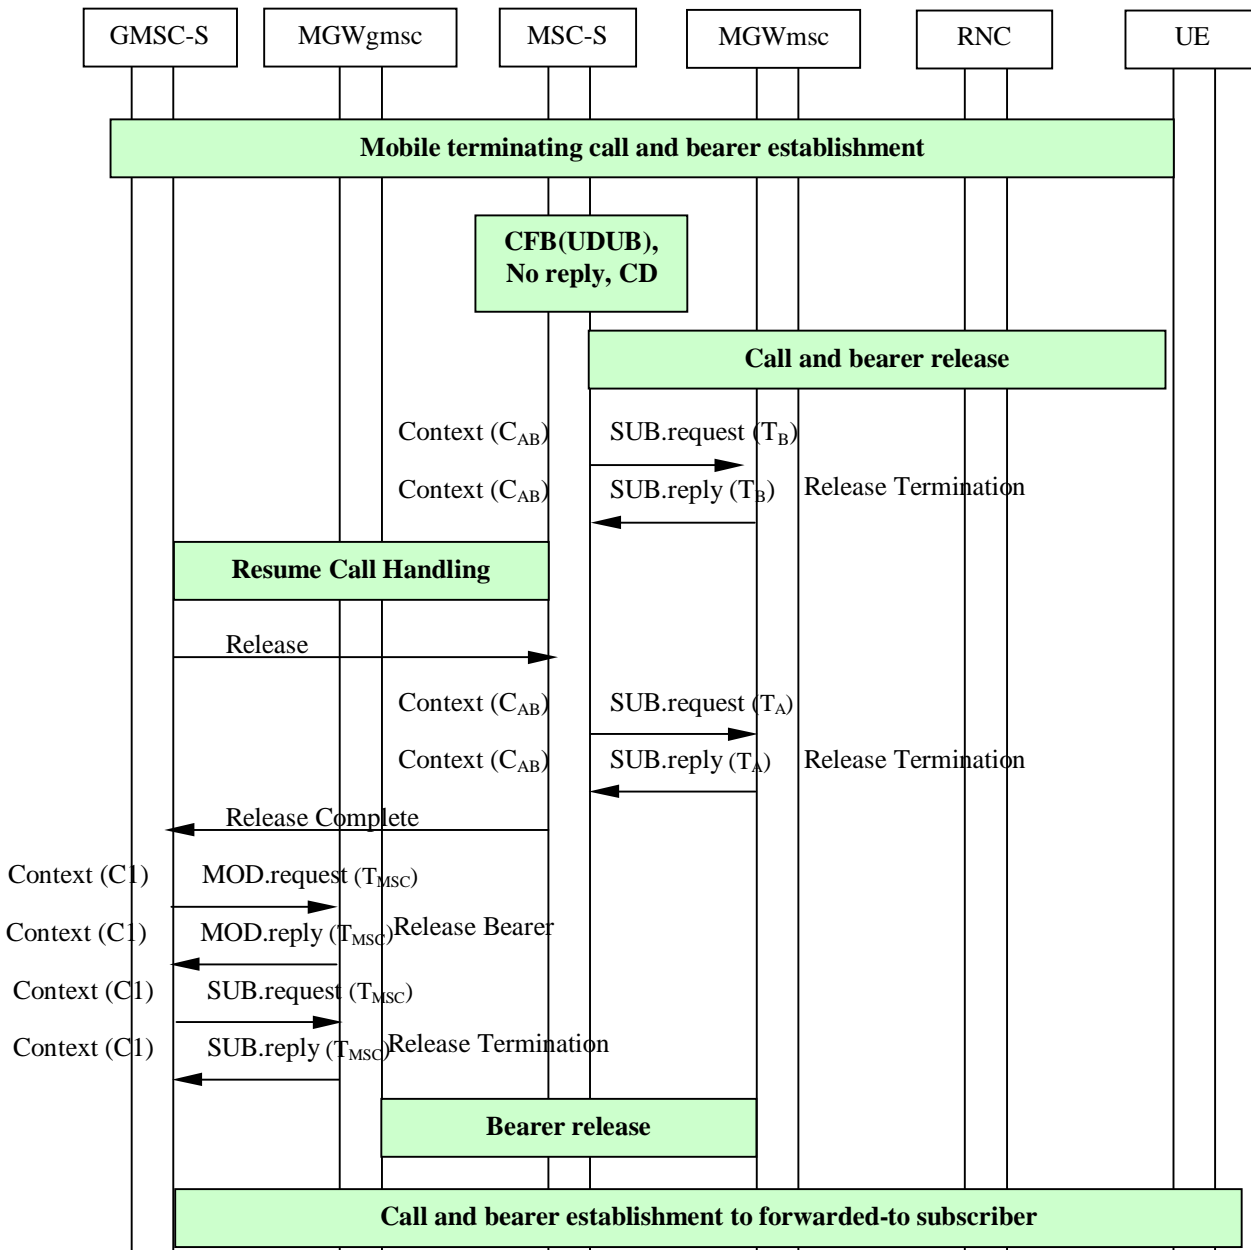 GMSC-S MGWgmsc MSC-S MGWmsc RNC UE
Mobile terminating call and bearer establishment
CFB(UDUB),
No reply, CD
Call and bearer release
Context (CAB) SUB.request (TB)
Context (CAB) SUB.reply (TB) Release Termination
Resume Call Handling
Release
Context (CAB) SUB.request (TA)
Context (CAB) SUB.reply (TA) Release Termination
Release Complete
Context (C1) MOD.request (TMSC)
Context (C1) MOD.reply (TMSC) Release Bearer
Context (C1) SUB.request (TMSC)
Context (C1) SUB.reply (TMSC) Release Termination
Bearer release
Call and bearer establishment to forwarded-to subscriber